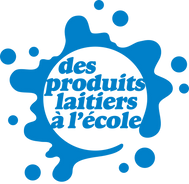 des
produits
laitiers
à l'école